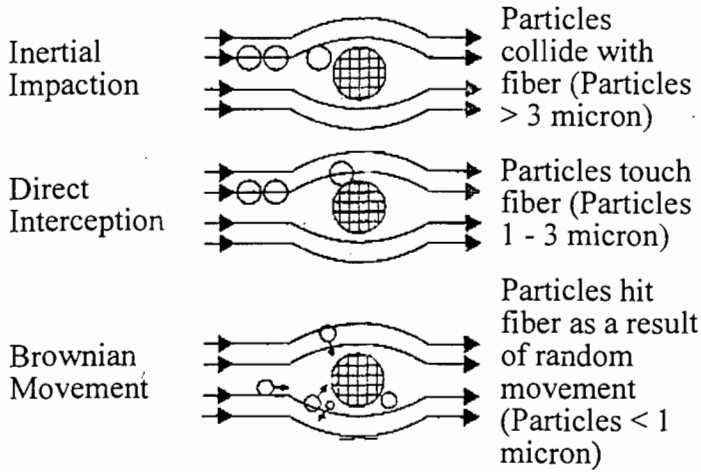 Inertial
Impaction
Particles
collide with
fiber (Particles
> 3 micron)
Direct
Interception
Particles touch
fiber (Particles
1 - 3 micron)
Brownian
Movement
Particles hit
fiber as a result
of random
movement
(Particles < 1
micron)